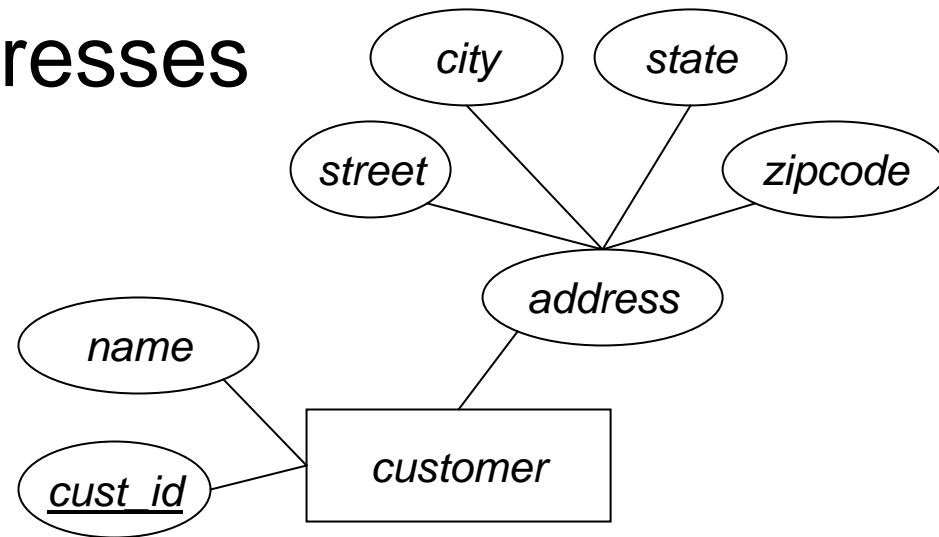 resses
city
state
street
zipcode
address
name
customer
cust_id